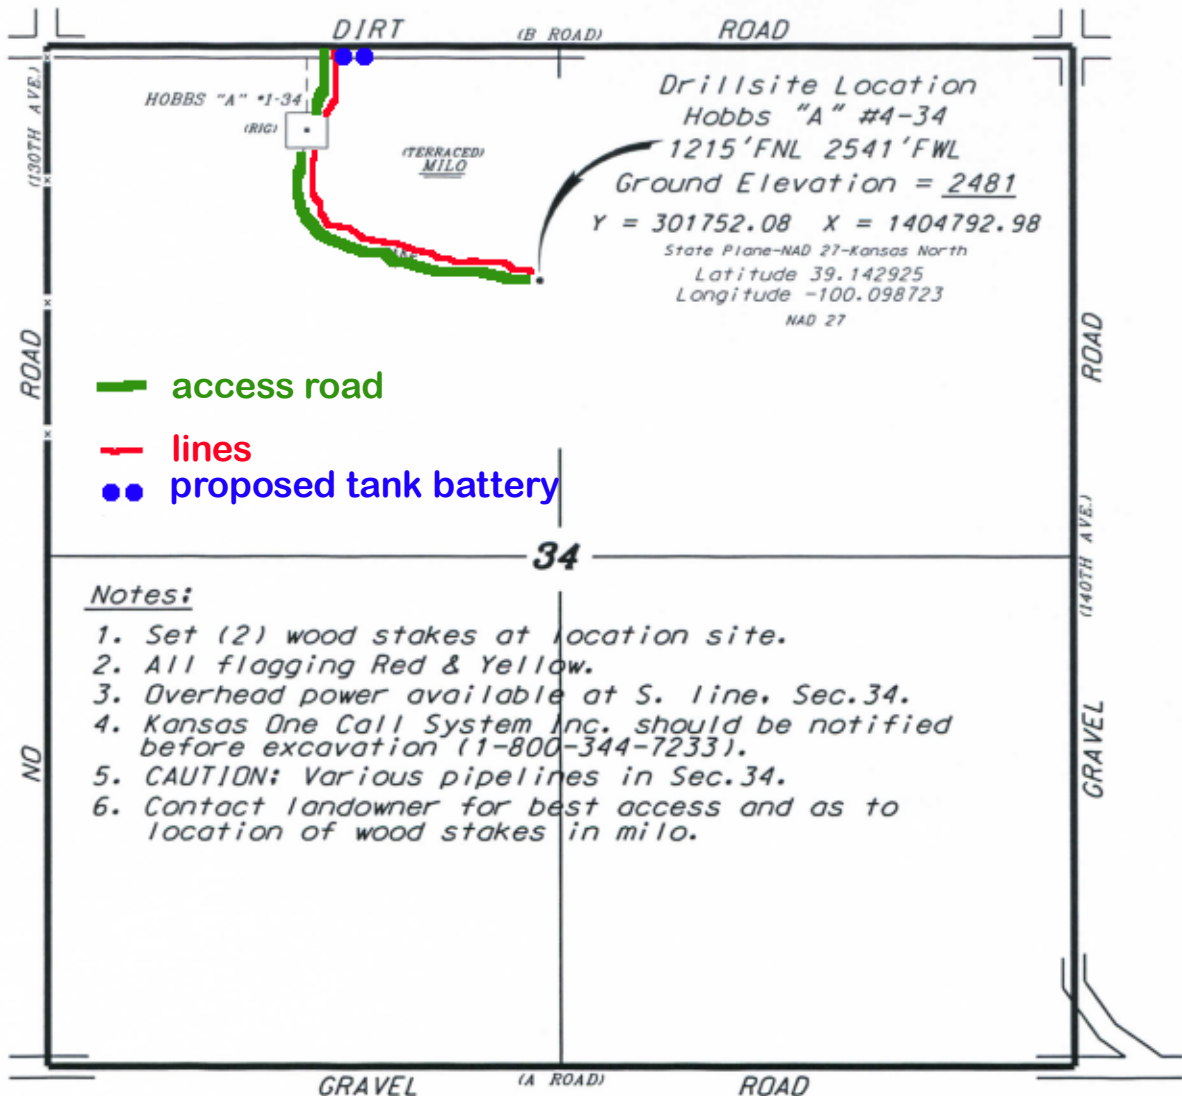 DIRT (B ROAD) ROAD
(130TH AVE.)
HOBBS "A" #1-34
(RIG)
(TERRACED)
MILO
Drillsite Location
Hobbs "A" #4-34
1215'FNL 2541'FWL
Ground Elevation = 2481
Y = 301752.08 X = 1404792.98
State Plane-NAD 27-Kansas North
Latitude 39.142925
Longitude -100.098723
NAD 27
ROAD
ROAD
access road
lines
proposed tank battery
34
(140TH AVE.)
Notes:
1. Set (2) wood stakes at location site.
2. All flagging Red & Yellow.
3. Overhead power available at S. line, Sec.34.
4. Kansas One Call System Inc. should be notified
before excavation (1-800-344-7233).
5. CAUTION: Various pipelines in Sec.34.
6. Contact landowner for best access and as to
location of wood stakes in milo.
NO
GRAVEL
GRAVEL (A ROAD) ROAD